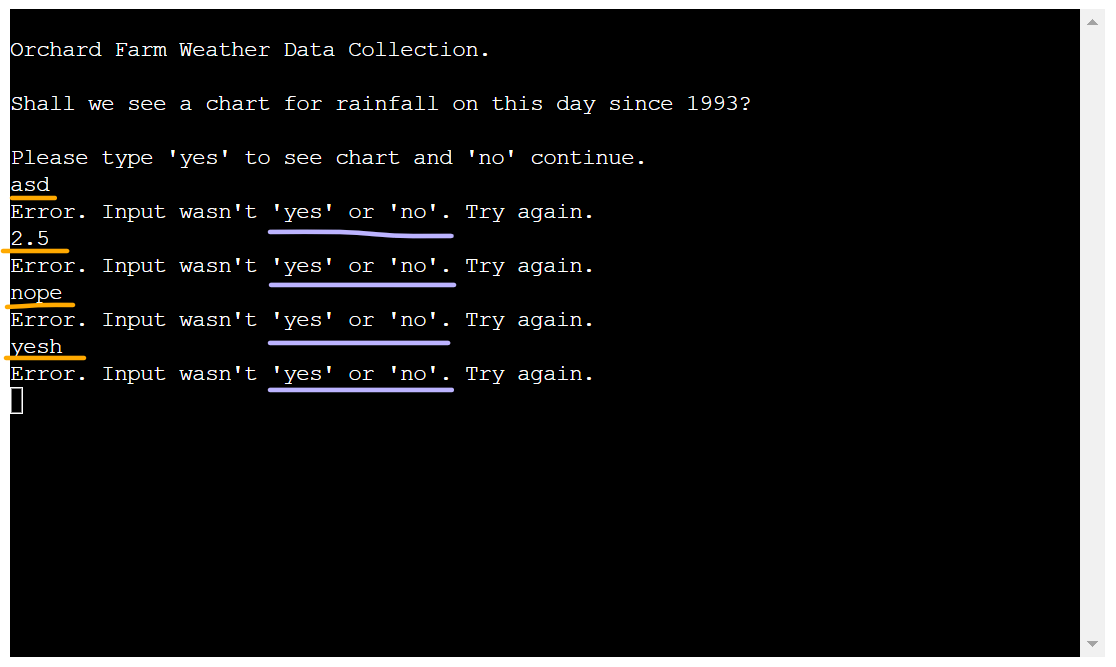 Orchard Farm Weather Data Collection.
Shall we see a chart for rainfall on this day since 1993?
Please type 'yes' to see chart and 'no' continue.
asd
Error. Input wasn't 'yes' or 'no'. Try again.
2.5
Error. Input wasn't 'yes' or 'no'. Try again.
nope
Error. Input wasn't 'yes' or 'no'. Try again.
yesh
Error. Input wasn't 'yes' or 'no'. Try again.